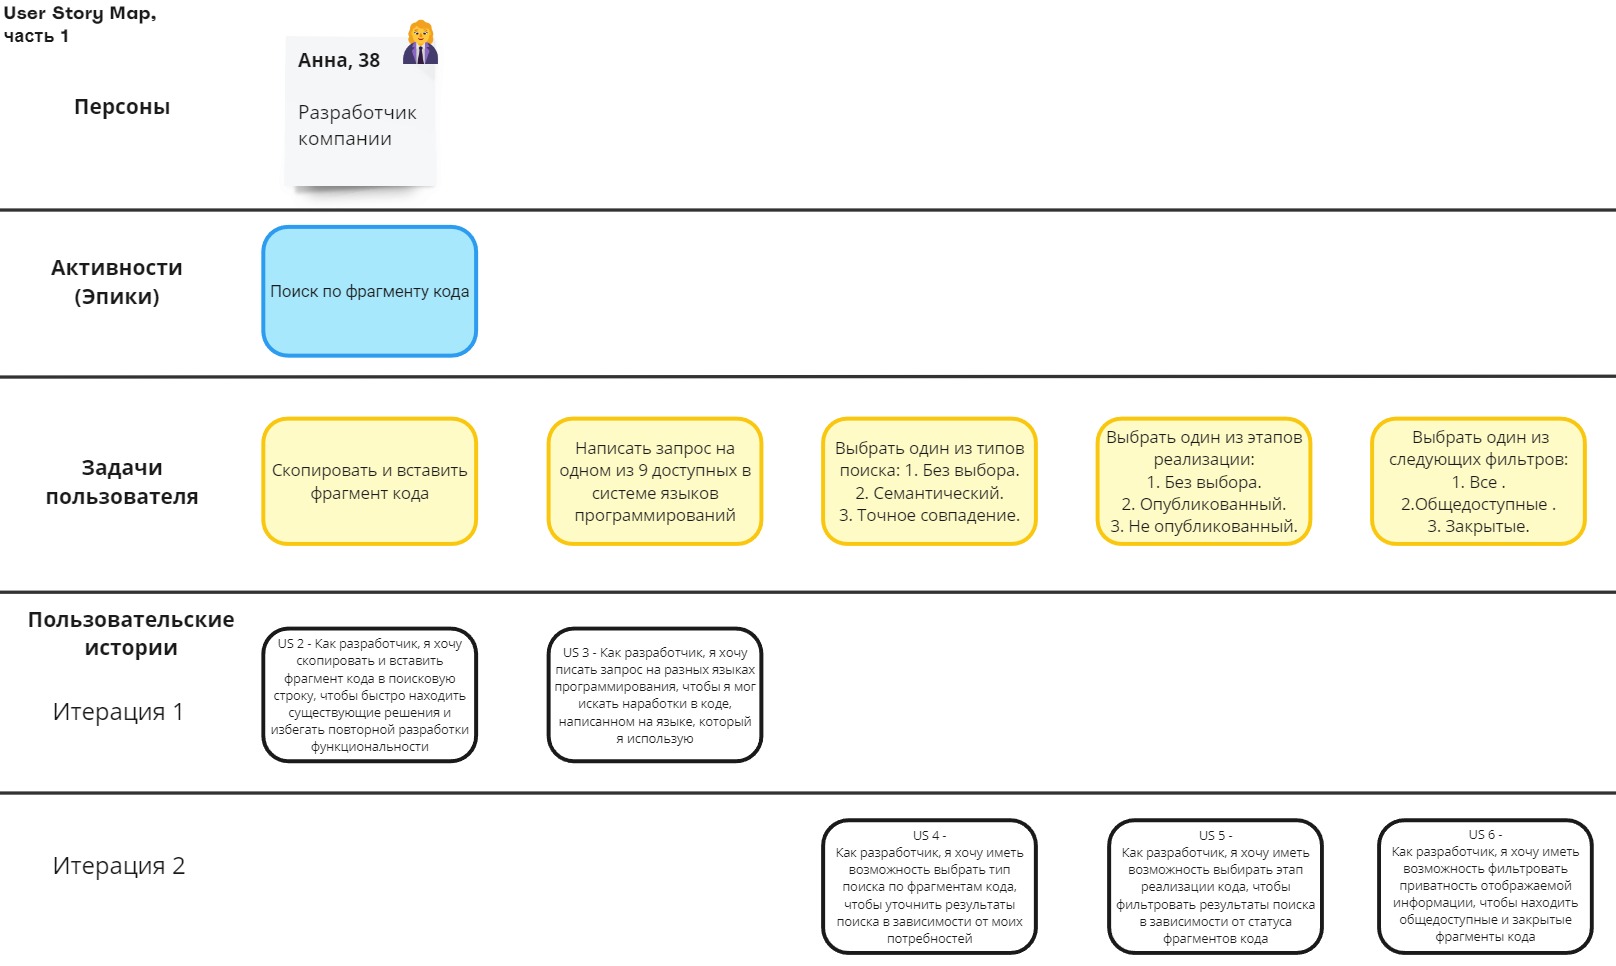 User Story Map,
часть 1
Персоны
Анна, 38
Разработчик
компании
Активности
(Эпики)
Поиск по фрагменту кода
Задачи
пользователя
Скопировать и вставить
фрагмент кода
Написать запрос на
одном из 9 доступных в
системе языков
программирований
Выбрать один из типов
поиска: 1. Без выбора.
2. Семантический.
3. Точное совпадение.
Выбрать один из этапов
реализации:
1. Без выбора.
2. Опубликованный.
3. Не опубликованный.
Выбрать один из
следующих фильтров:
1. Все .
2.Общедоступные .
3. Закрытые.
Пользовательские
истории
Итерация 1
US 2 - Как разработчик, я хочу
скопировать и вставить
фрагмент кода в поисковую
строку, чтобы быстро находить
существующие решения и
избегать повторной разработки
функциональности
US 3 - Как разработчик, я хочу
писать запрос на разных языках
программирования, чтобы я мог
искать наработки в коде,
написанном на языке, который
я использую
Итерация 2
US 4 -
Как разработчик, я хочу иметь
возможность выбрать тип
поиска по фрагментам кода,
чтобы уточнить результаты
поиска в зависимости от моих
потребностей
US 5 -
Как разработчик, я хочу иметь
возможность выбирать этап
реализации кода, чтобы
фильтровать результаты поиска
в зависимости от статуса
фрагментов кода
US 6 -
Как разработчик, я хочу иметь
возможность фильтровать
приватность отображаемой
информации, чтобы находить
общедоступные и закрытые
фрагменты кода